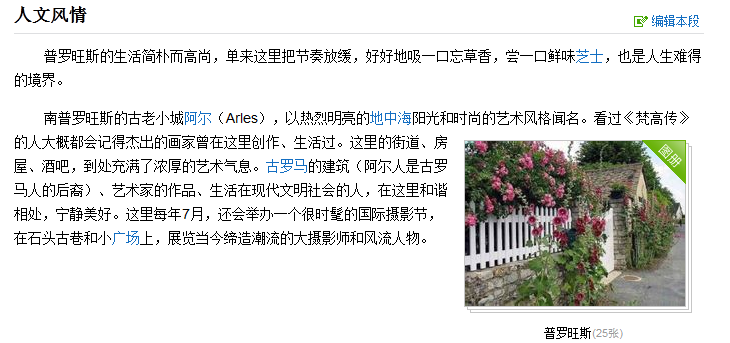 人文风情
编辑本段
普罗旺斯的生活简朴而高尚，单来这里把节奏放缓，好好地吸一口忘草香，尝一口鲜味芝士，也是人生难得
的境界。
南普罗旺斯的古老小城阿尔（Arles），以热烈明亮的地中海阳光和时尚的艺术风格闻名。看过《梵高传》
的人大概都会记得杰出的画家曾在这里创作、生活过。这里的街道、房
屋、酒吧，到处充满了浓厚的艺术气息。古罗马的建筑（阿尔人是古罗
马人的后裔）、艺术家的作品、生活在现代文明社会的人，在这里和谐
相处，宁静美好。这里每年7月，还会举办一个很时髦的国际摄影节，
在石头古巷和小广场上，展览当今缔造潮流的大摄影师和风流人物。
图册
普罗旺斯(25张)